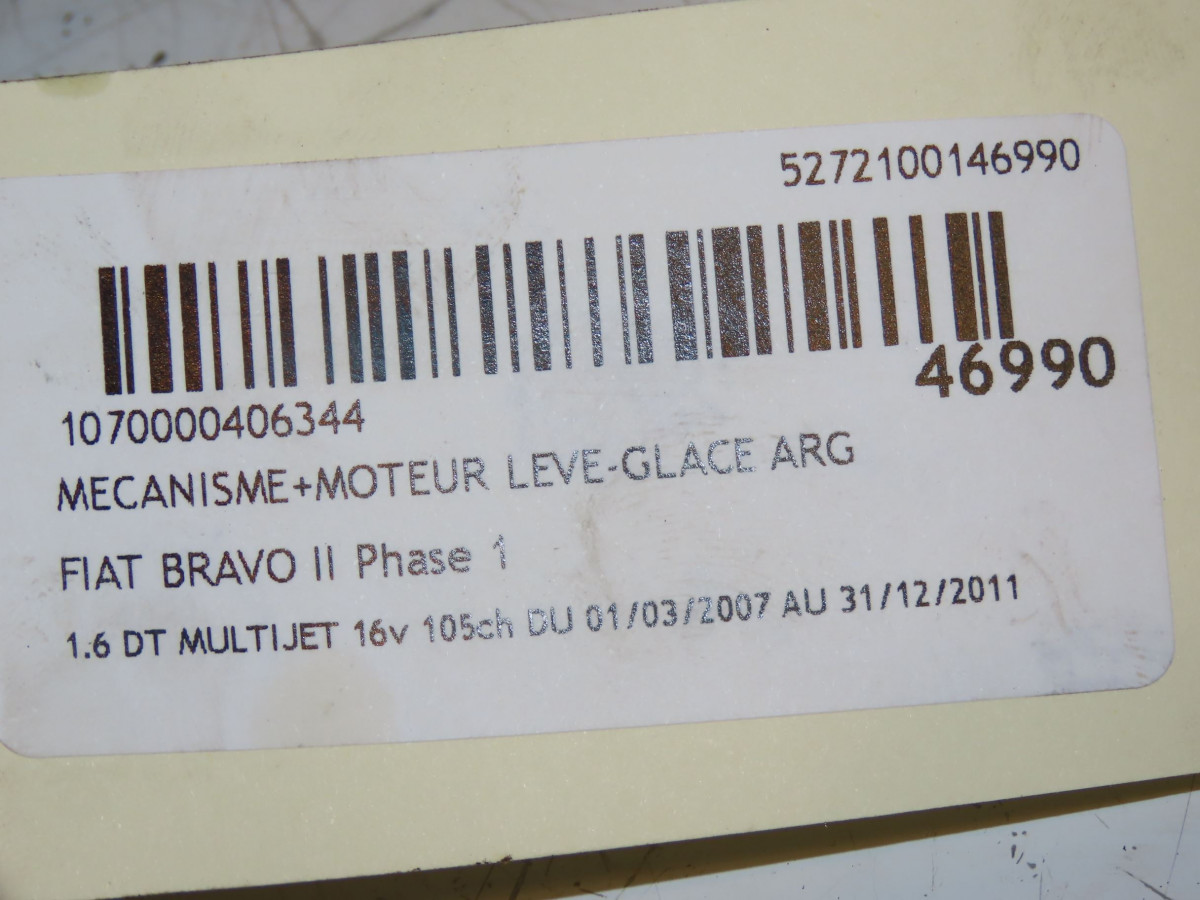 5272100146990
46990
1070000406344
MECANISME+MOTEUR LEVE-GLACE ARG
FIAT BRAVO II Phase 1
1.6 DT MULTIJET 16v 105ch DU 01/03/2007 AU 31/12/2011